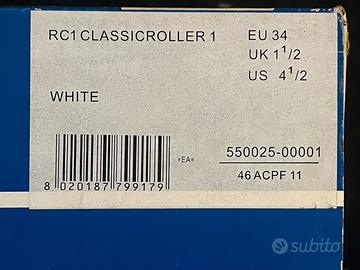 RC1 CLASSICROLLER 1
EU 34
UK 1 1/2
US 4 1/2
WHITE
*EA*
550025-00001
8 020187 799179
46 ACPF 11
subito